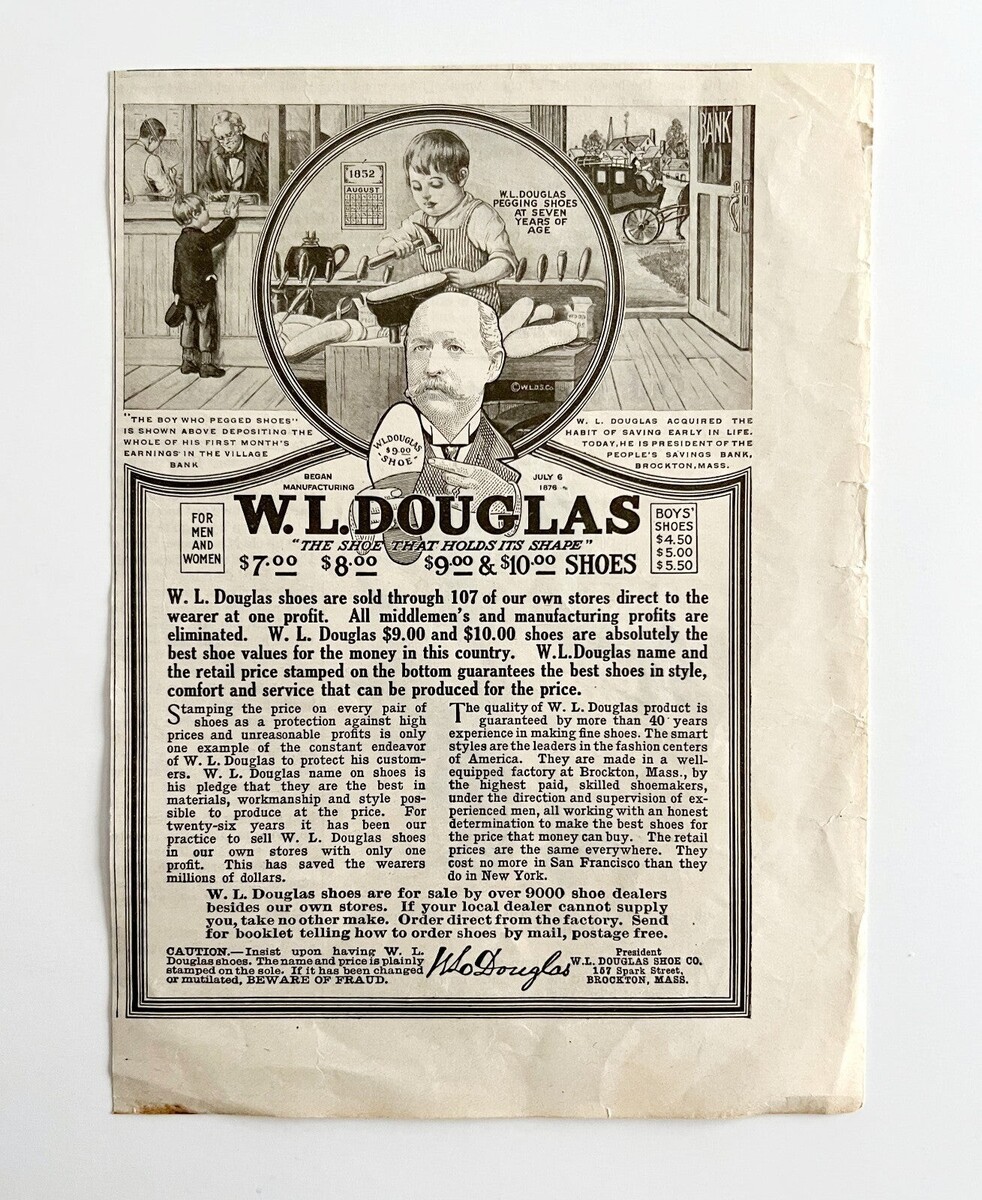 BANK
1852
AUGUST
W.L.DOUGLAS
PEGGING SHOES
AT SEVEN
YEARS OF
AGE
©W.L.D.S.Co.
"THE BOY WHO PEGGED SHOES"
IS SHOWN ABOVE DEPOSITING THE
WHOLE OF HIS FIRST MONTH'S
EARNINGS IN THE VILLAGE
BANK
W. L. DOUGLAS ACQUIRED THE
HABIT OF SAVING EARLY IN LIFE.
TODAY, HE IS PRESIDENT OF THE
PEOPLE'S SAVINGS BANK,
BROCKTON, MASS.
W.L.DOUGLAS
$9.00
-SHOE-
BEGAN
MANUFACTURING
JULY 6
1876
FOR
MEN
AND
WOMEN
W.L.DOUGLAS
"THE SHOE THAT HOLDS ITS SHAPE"
$7.00 $8.00 $9.00 & $10.00 SHOES
BOYS'
SHOES
$4.50
$5.00
$5.50
W. L. Douglas shoes are sold through 107 of our own stores direct to the
wearer at one profit. All middlemen's and manufacturing profits are
eliminated. W. L. Douglas $9.00 and $10.00 shoes are absolutely the
best shoe values for the money in this country. W.L.Douglas name and
the retail price stamped on the bottom guarantees the best shoes in style,
comfort and service that can be produced for the price.
Stamping the price on every pair of
shoes as a protection against high
prices and unreasonable profits is only
one example of the constant endeavor
of W. L. Douglas to protect his custom-
ers. W. L. Douglas name on shoes is
his pledge that they are the best in
materials, workmanship and style pos-
sible to produce at the price. For
twenty-six years it has been our
practice to sell W. L. Douglas shoes
in our own stores with only one
profit. This has saved the wearers
millions of dollars.
The quality of W. L. Douglas product is
guaranteed by more than 40 years
experience in making fine shoes. The smart
styles are the leaders in the fashion centers
of America. They are made in a well-
equipped factory at Brockton, Mass., by
the highest paid, skilled shoemakers,
under the direction and supervision of ex-
perienced men, all working with an honest
determination to make the best shoes for
the price that money can buy. The retail
prices are the same everywhere. They
cost no more in San Francisco than they
do in New York.
W. L. Douglas shoes are for sale by over 9000 shoe dealers
besides our own stores. If your local dealer cannot supply
you, take no other make. Order direct from the factory. Send
for booklet telling how to order shoes by mail, postage free.
CAUTION.—Insist upon having W. L.
Douglas shoes. The name and price is plainly
stamped on the sole. If it has been changed
or mutilated, BEWARE OF FRAUD.
W L Douglas
President
W.L. DOUGLAS SHOE CO.
157 Spark Street,
BROCKTON, MASS.